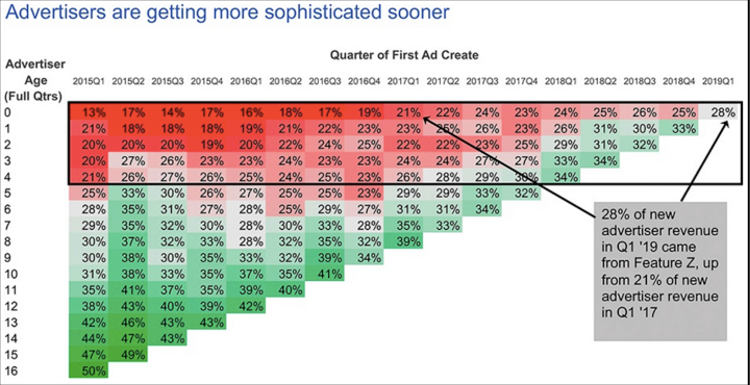 Advertisers are getting more sophisticated sooner
Quarter of First Ad Create
Advertiser
Age
(Full Qtrs)
2015Q1 2015Q2 2015Q3 2015Q4 2016Q1 2016Q2 2016Q3 2016Q4 2017Q1 2017Q2 2017Q3 2017Q4 2018Q1 2018Q2 2018Q3 2018Q4 2019Q1
0 13% 17% 14% 17% 16% 18% 17% 19% 21% 22% 24% 23% 24% 25% 26% 25% 28%
1 21% 18% 18% 18% 19% 21% 22% 23% 23% 25% 26% 23% 26% 31% 30% 33%
2 20% 20% 20% 19% 20% 22% 24% 25% 22% 22% 23% 25% 29% 31% 32%
3 20% 27% 26% 23% 23% 24% 23% 23% 24% 24% 27% 27% 33% 34%
4 21% 26% 27% 26% 25% 24% 25% 23% 26% 28% 29% 30% 34%
5 25% 33% 30% 26% 27% 25% 25% 23% 29% 29% 33% 32%
6 28% 35% 31% 27% 28% 25% 29% 27% 31% 31% 34%
7 29% 35% 32% 30% 28% 30% 33% 28% 35% 33%
8 30% 37% 32% 33% 28% 32% 35% 32% 39%
9 30% 38% 30% 35% 33% 32% 39% 34%
10 31% 38% 33% 35% 37% 35% 41%
11 35% 41% 37% 35% 39% 40%
12 38% 43% 40% 39% 42%
13 42% 46% 43% 43%
14 44% 47% 43%
15 47% 49%
16 50%
28% of new
advertiser revenue
in Q1 '19 came
from Feature Z, up
from 21% of new
advertiser revenue
in Q1 '17